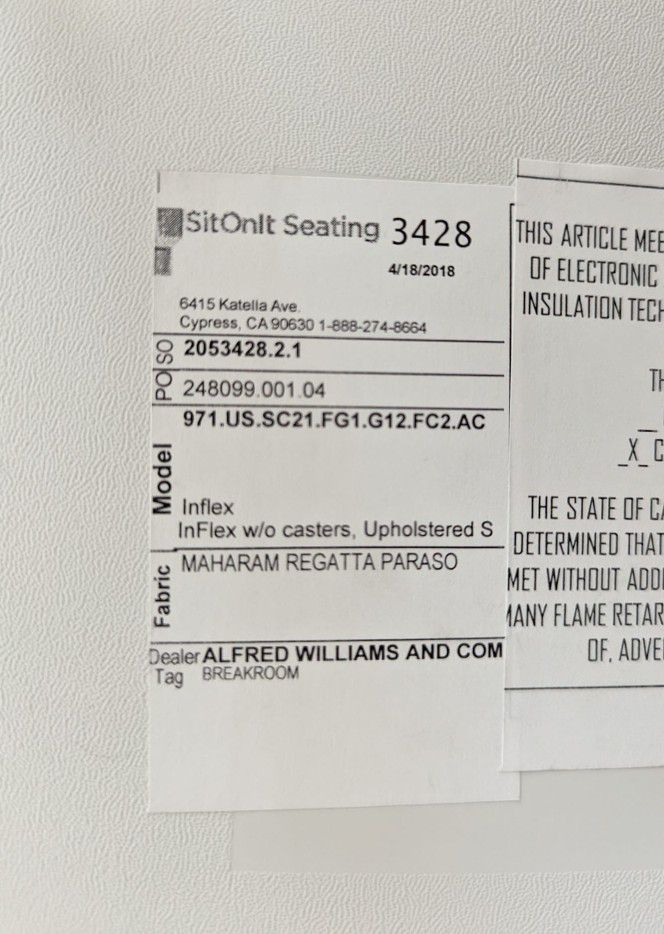 SitOnIt Seating 3428
4/18/2018
6415 Katella Ave.
Cypress, CA 90630 1-888-274-8664
SO 2053428.2.1
PO 248099.001.04
Model 971.US.SC21.FG1.G12.FC2.AC
Inflex
InFlex w/o casters, Upholstered S
Fabric MAHARAM REGATTA PARASO
Dealer ALFRED WILLIAMS AND COM
Tag BREAKROOM
THIS ARTICLE MEE
OF ELECTRONIC
INSULATION TECH
TH
_X_ C
THE STATE OF CA
DETERMINED THAT
MET WITHOUT ADDI
MANY FLAME RETAR
OF, ADVE